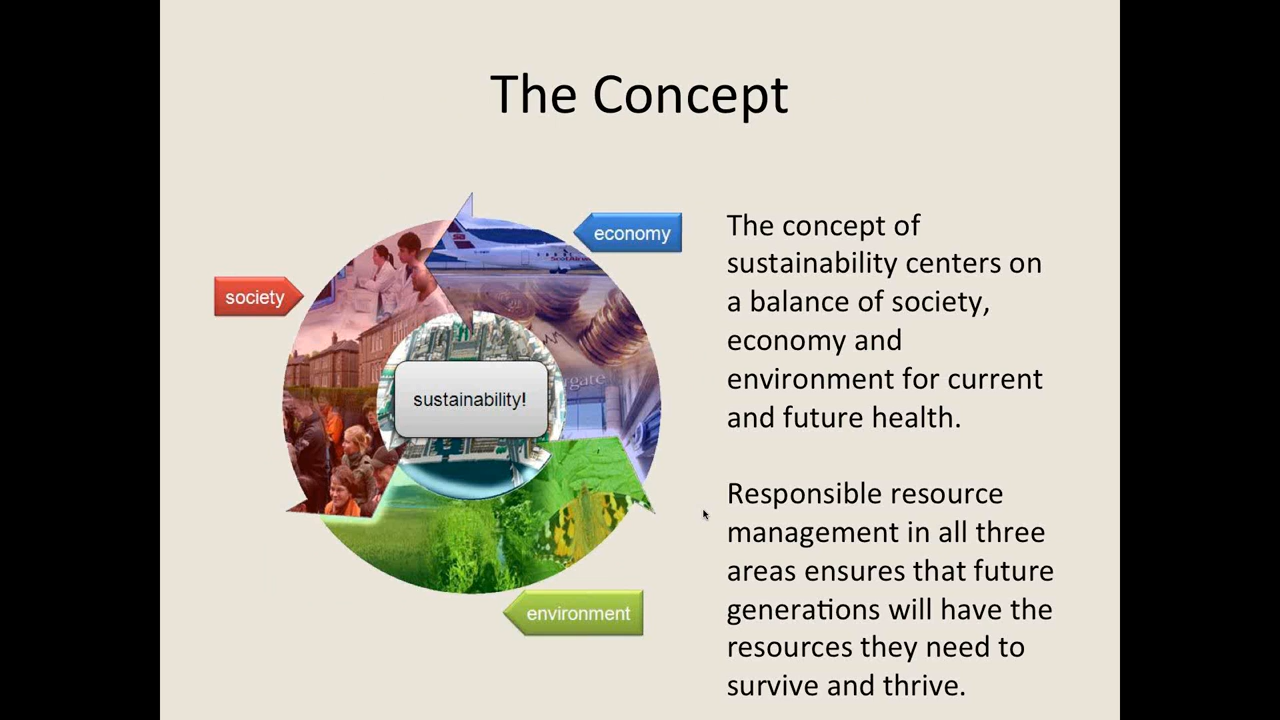 The Concept
economy
society
sustainability!
environment
The concept of
sustainability centers on
a balance of society,
economy and
environment for current
and future health.
Responsible resource
management in all three
areas ensures that future
generations will have the
resources they need to
survive and thrive.